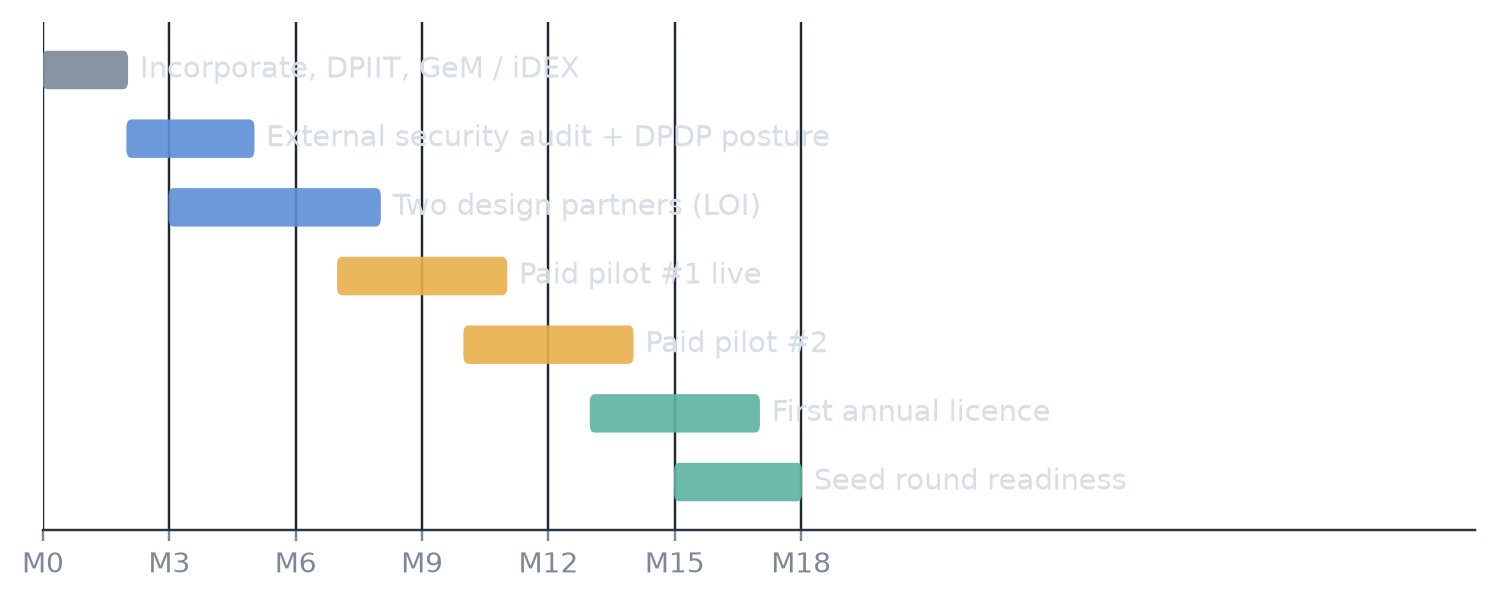 Incorporate, DPIIT, GeM / iDEX
External security audit + DPDP posture
Two design partners (LOI)
Paid pilot #1 live
Paid pilot #2
First annual licence
Seed round readiness
M0 M3 M6 M9 M12 M15 M18